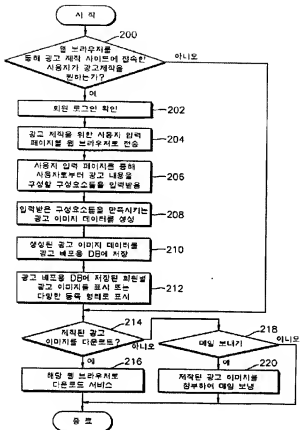 시 작
200
웹 브라우저를
통해 광고 제작 사이트에 접속한
사용자가 광고제작을
원하는가?
아니오
예
회원 로그인 확인
202
광고 제작을 위한 사용자 입력
페이지를 웹 브라우저로 전송
204
사용자 입력 페이지를 통해
사용자로부터 광고 내용을
구성할 구성요소들을 입력받음
206
입력받은 구성요소들을 만족시키는
광고 이미지 데이터를 생성
208
생성된 광고 이미지 데이터를
광고 배포용 DB에 저장
210
광고 배포용 DB에 저장된 회원별
광고 이미지를 표시 또는
다양한 등록 형태로 표시
212
214
제작된 광고
이미지를 다운로드?
아니오
예
218
메일 보내기
아니오
예
216
해당 웹 브라우저로
다운로드 서비스
220
제작된 광고 이미지를
첨부하여 메일 보냄
종 료